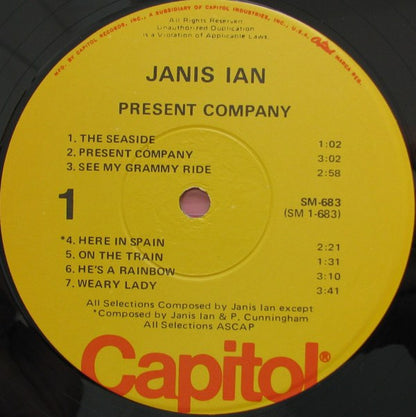 MFD. BY CAPITOL RECORDS, INC., A SUBSIDIARY OF CAPITOL INDUSTRIES, INC., U.S.A. Capitol MARCA REG.
All Rights Reserved
Unauthorized Duplication
is a Violation of Applicable Laws.
JANIS IAN
PRESENT COMPANY
1. THE SEASIDE 1:02
2. PRESENT COMPANY 3:02
3. SEE MY GRAMMY RIDE 2:58
1
SM-683
(SM 1-683)
*4. HERE IN SPAIN 2:21
5. ON THE TRAIN 1:31
6. HE'S A RAINBOW 3:10
7. WEARY LADY 3:41
All Selections Composed by Janis Ian except
*Composed by Janis Ian & P. Cunningham
All Selections ASCAP
Capitol®